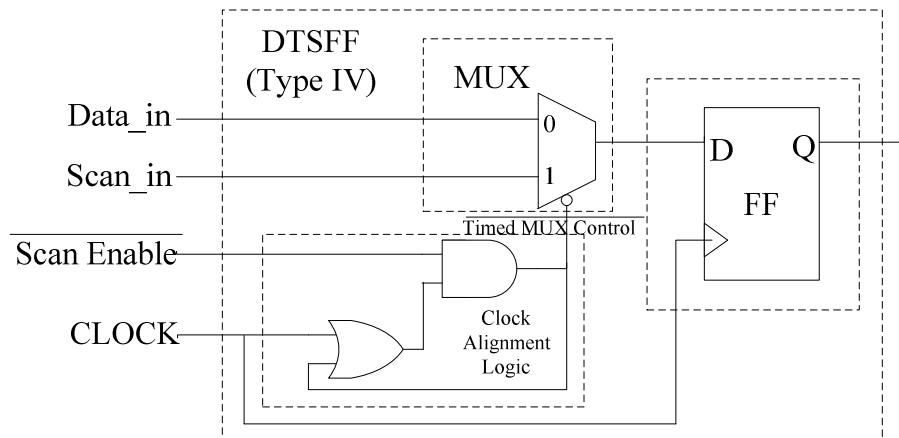 DTSFF
(Type IV)
MUX
Data_in
0
Scan_in
1
D
Q
FF
Timed MUX Control
Scan Enable
CLOCK
Clock
Alignment
Logic